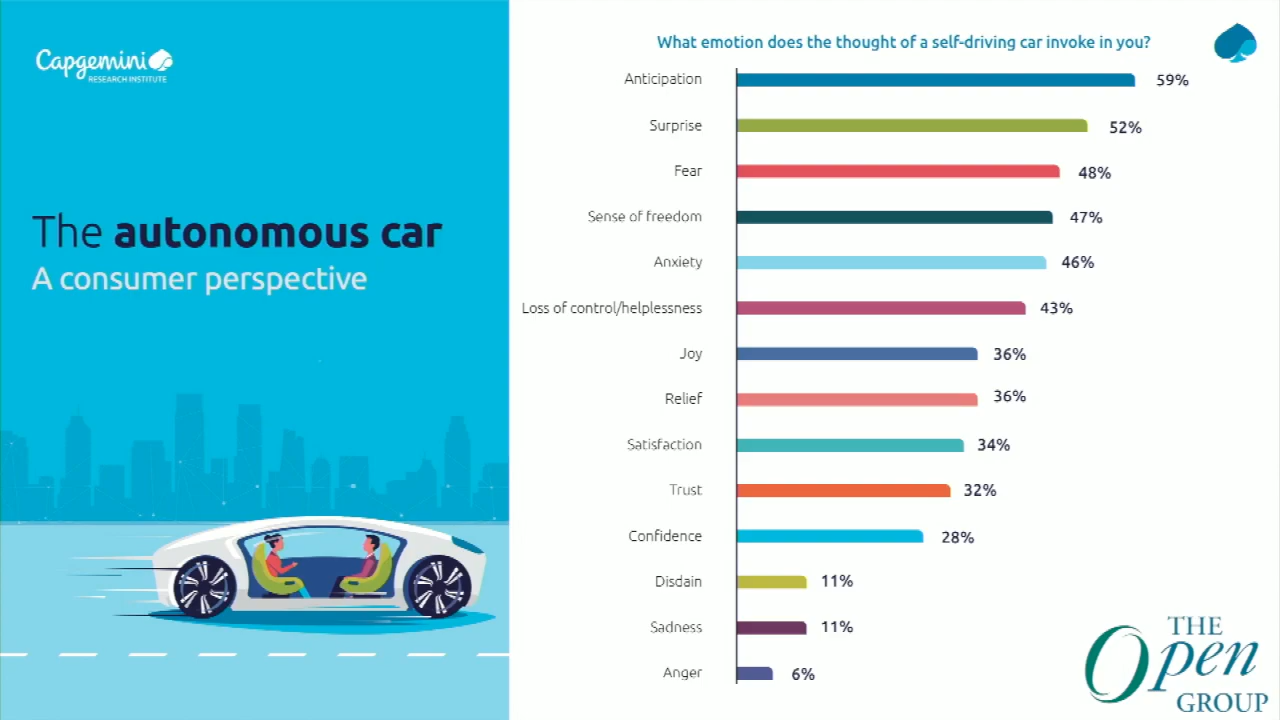 Capgemini
RESEARCH INSTITUTE
The autonomous car
A consumer perspective
What emotion does the thought of a self-driving car invoke in you?
Anticipation 59%
Surprise 52%
Fear 48%
Sense of freedom 47%
Anxiety 46%
Loss of control/helplessness 43%
Joy 36%
Relief 36%
Satisfaction 34%
Trust 32%
Confidence 28%
Disdain 11%
Sadness 11%
Anger 6%
THE
Open
GROUP